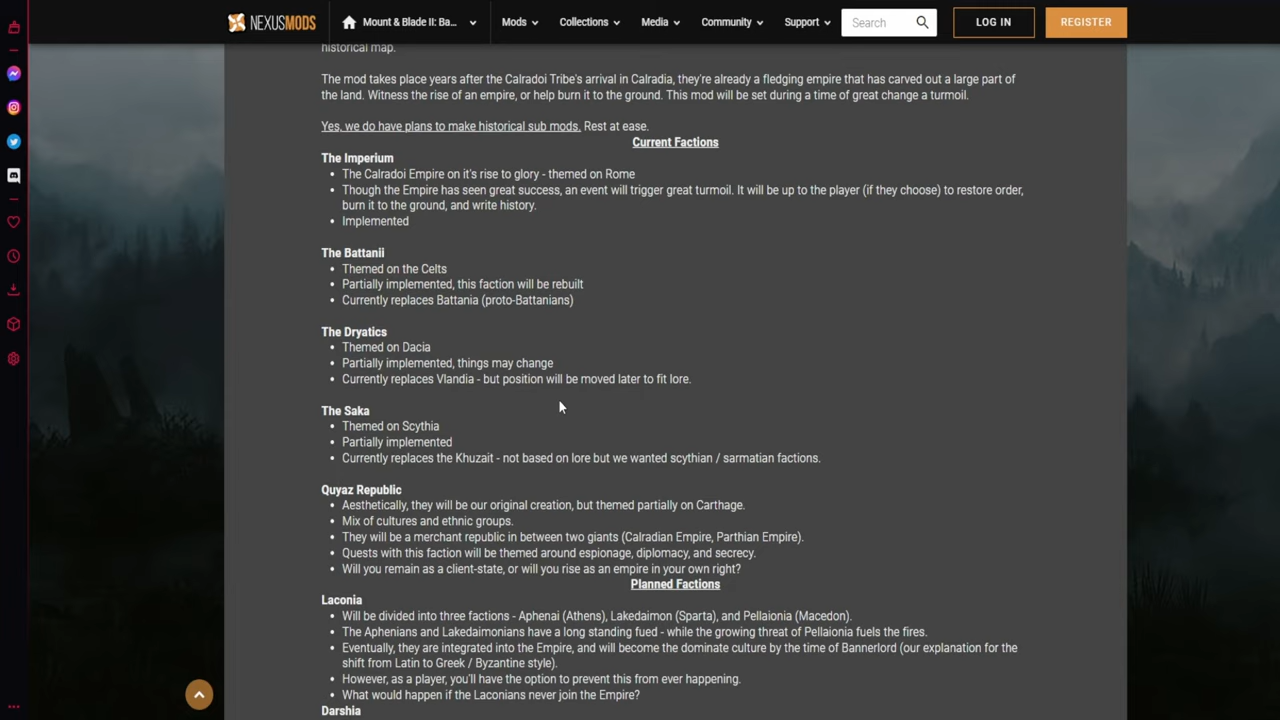 NEXUSMODS
Mount & Blade II: Ba...
Mods
Collections
Media
Community
Support
Search
LOG IN
REGISTER
historical map.
The mod takes place years after the Calradoi Tribe's arrival in Calradia, they're already a fledging empire that has carved out a large part of
the land. Witness the rise of an empire, or help burn it to the ground. This mod will be set during a time of great change a turmoil.
Yes, we do have plans to make historical sub mods. Rest at ease.
Current Factions
The Imperium
• The Calradoi Empire on it's rise to glory - themed on Rome
• Though the Empire has seen great success, an event will trigger great turmoil. It will be up to the player (if they choose) to restore order,
burn it to the ground, and write history.
• Implemented
The Battanii
• Themed on the Celts
• Partially implemented, this faction will be rebuilt
• Currently replaces Battania (proto-Battanians)
The Dryatics
• Themed on Dacia
• Partially implemented, things may change
• Currently replaces Vlandia - but position will be moved later to fit lore.
The Saka
• Themed on Scythia
• Partially implemented
• Currently replaces the Khuzait - not based on lore but we wanted scythian / sarmatian factions.
Quyaz Republic
• Aesthetically, they will be our original creation, but themed partially on Carthage.
• Mix of cultures and ethnic groups.
• They will be a merchant republic in between two giants (Calradian Empire, Parthian Empire).
• Quests with this faction will be themed around espionage, diplomacy, and secrecy.
• Will you remain as a client-state, or will you rise as an empire in your own right?
Planned Factions
Laconia
• Will be divided into three factions - Aphenai (Athens), Lakedaimon (Sparta), and Pellaionia (Macedon).
• The Aphenians and Lakedaimonians have a long standing fued - while the growing threat of Pellaionia fuels the fires.
• Eventually, they are integrated into the Empire, and will become the dominate culture by the time of Bannerlord (our explanation for the
shift from Latin to Greek / Byzantine style).
• However, as a player, you'll have the option to prevent this from ever happening.
• What would happen if the Laconians never join the Empire?
Darshia